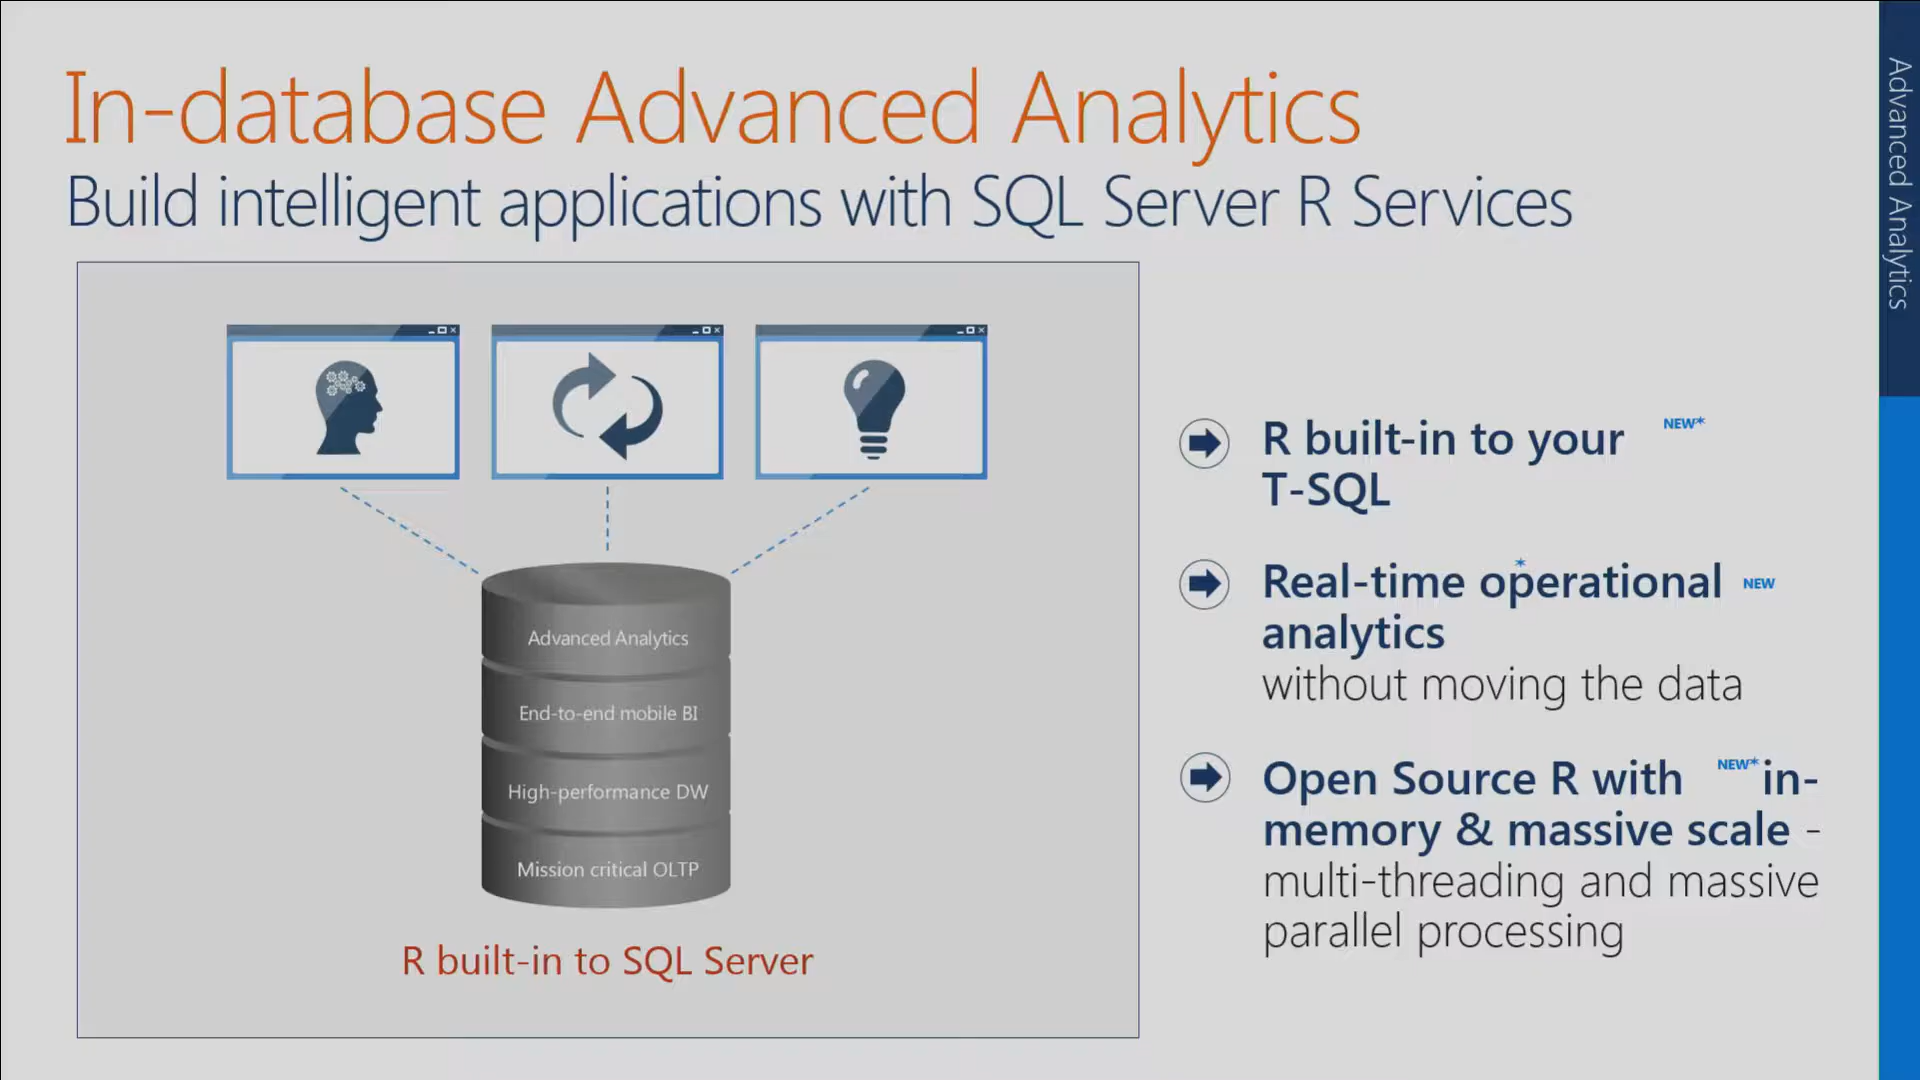 In-database Advanced Analytics
Build intelligent applications with SQL Server R Services
Advanced Analytics
Advanced Analytics
End-to-end mobile BI
High-performance DW
Mission critical OLTP
R built-in to SQL Server
R built-in to your NEW*
T-SQL
Real-time operational * NEW
analytics
without moving the data
Open Source R with NEW* in-
memory & massive scale -
multi-threading and massive
parallel processing